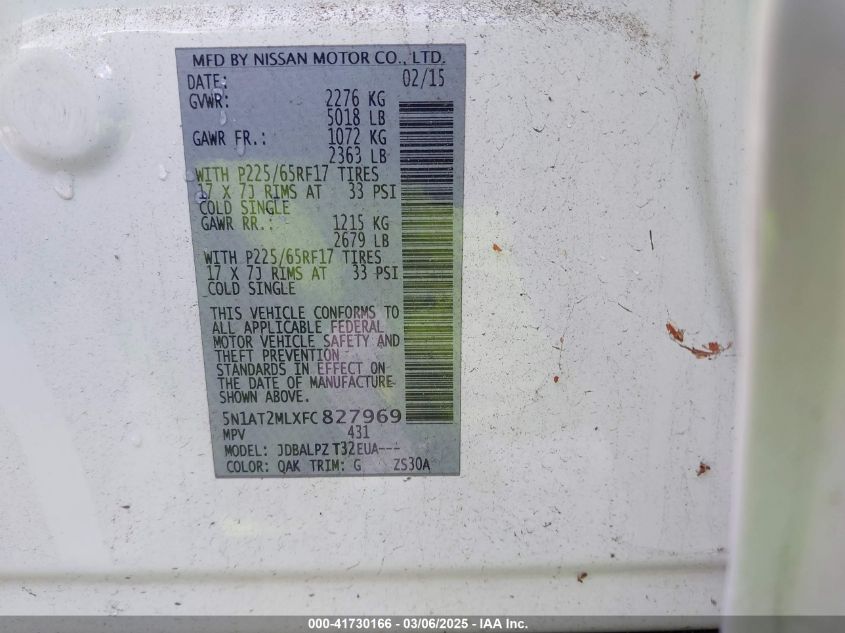 MFD BY NISSAN MOTOR CO., LTD.
DATE: 02/15
GVWR: 2276 KG
5018 LB
GAWR FR.: 1072 KG
2363 LB
WITH P225/65RF17 TIRES
17 X 7J RIMS AT 33 PSI
COLD SINGLE
GAWR RR.: 1215 KG
2679 LB
WITH P225/65RF17 TIRES
17 X 7J RIMS AT 33 PSI
COLD SINGLE
THIS VEHICLE CONFORMS TO
ALL APPLICABLE FEDERAL
MOTOR VEHICLE SAFETY AND
THEFT PREVENTION
STANDARDS IN EFFECT ON
THE DATE OF MANUFACTURE
SHOWN ABOVE.
5N1AT2MLXFC827969
MPV 431
MODEL: JDBALPZ T32EUA---
COLOR: QAK TRIM: G ZS30A
000-41730166 — 03/06/2025 — IAA Inc.